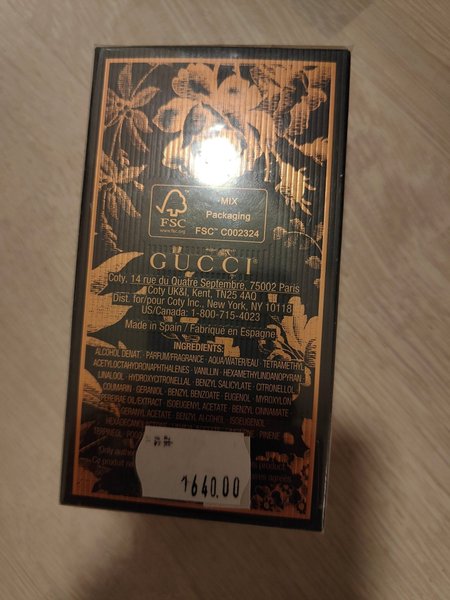 FSC
www.fsc.org
MIX
Packaging
FSC™ C002324
GUCCI
Coty. 14 rue du Quatre Septembre, 75002 Paris
Coty UK&I, Kent, TN25 4AQ
Dist. for/pour Coty Inc., New York, NY 10118
US/Canada: 1-800-715-4023
Made in Spain / Fabriqué en Espagne
INGREDIENTS:
ALCOHOL DENAT. • PARFUM/FRAGRANCE • AQUA/WATER/EAU • TETRAMETHYL
ACETYLOCTAHYDRONAPHTHALENES • VANILLIN • HEXAMETHYLINDANOPYRAN
LINALOOL • HYDROXYCITRONELLAL • BENZYL SALICYLATE • CITRONELLOL
COUMARIN • GERANIOL • BENZYL BENZOATE • EUGENOL • MYROXYLON
PEREIRAE OIL/EXTRACT • ISOEUGENYL ACETATE • BENZYL CINNAMATE
GERANYL ACETATE • BENZYL ALCOHOL • ISOEUGENOL
PINENE
Only
Ce produit
1640.00